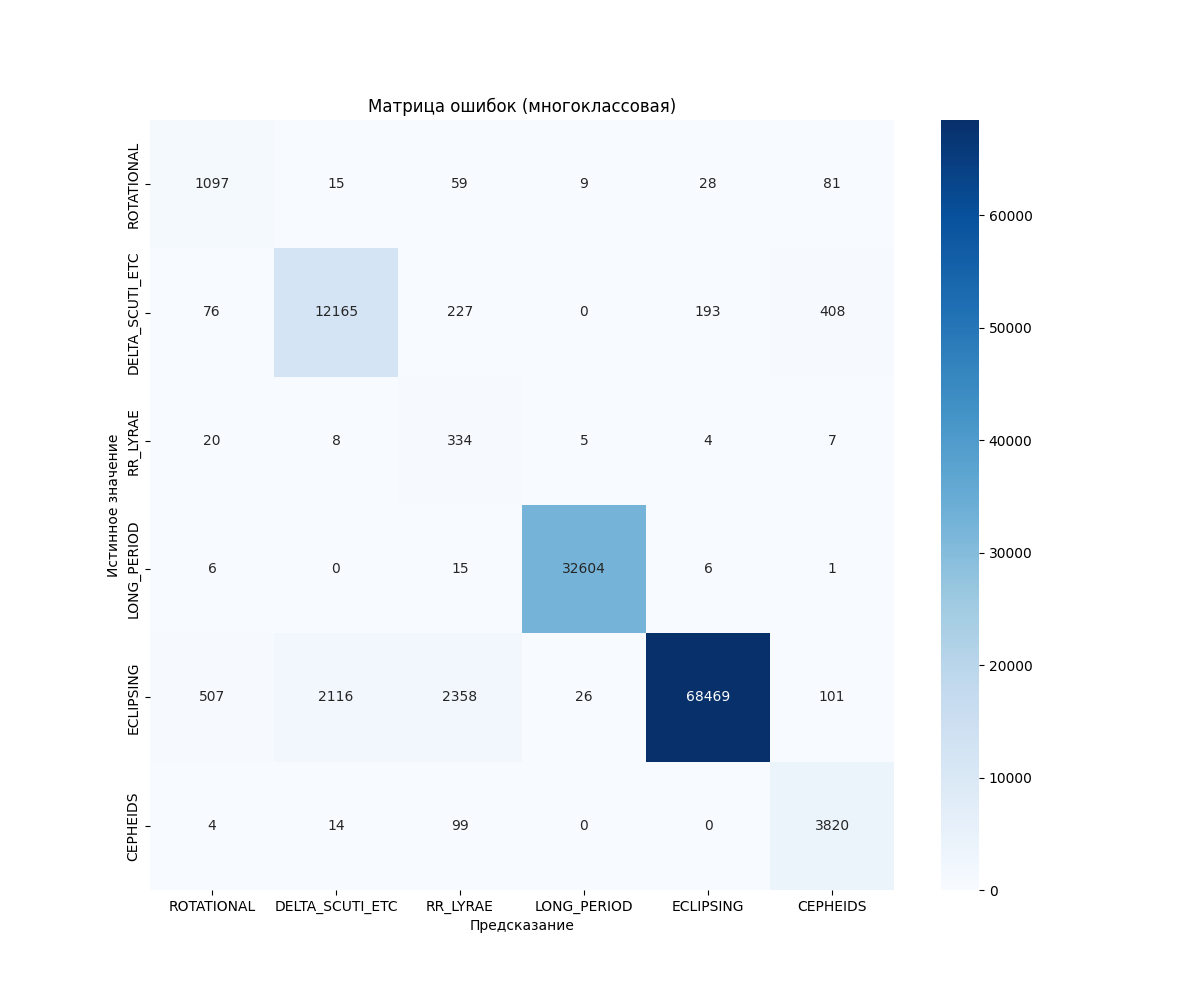 Матрица ошибок (многоклассовая)
ROTATIONAL 1097 15 59 9 28 81
DELTA_SCUTI_ETC 76 12165 227 0 193 408
RR_LYRAE 20 8 334 5 4 7
LONG_PERIOD 6 0 15 32604 6 1
ECLIPSING 507 2116 2358 26 68469 101
CEPHEIDS 4 14 99 0 0 3820
ROTATIONAL DELTA_SCUTI_ETC RR_LYRAE LONG_PERIOD ECLIPSING CEPHEIDS
Предсказание
Истинное значение
60000
50000
40000
30000
20000
10000
0